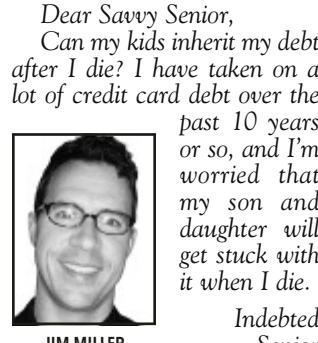 Dear Savvy Senior,
Can my kids inherit my debt
after I die? I have taken on a
lot of credit card debt over the
past 10 years
or so, and I'm
worried that
my son and
daughter will
get stuck with
it when I die.
Indebted
Senior
JIM MILLER